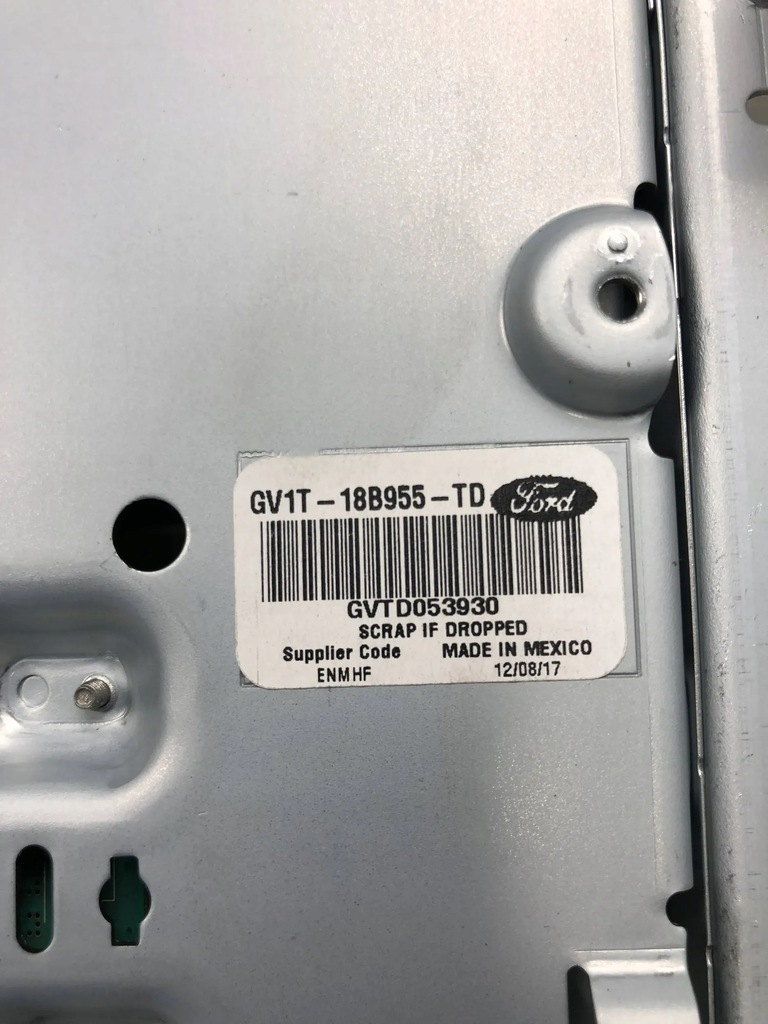 GV1T-18B955-TD Ford
GVTD053930
SCRAP IF DROPPED
Supplier Code MADE IN MEXICO
ENMHF 12/08/17